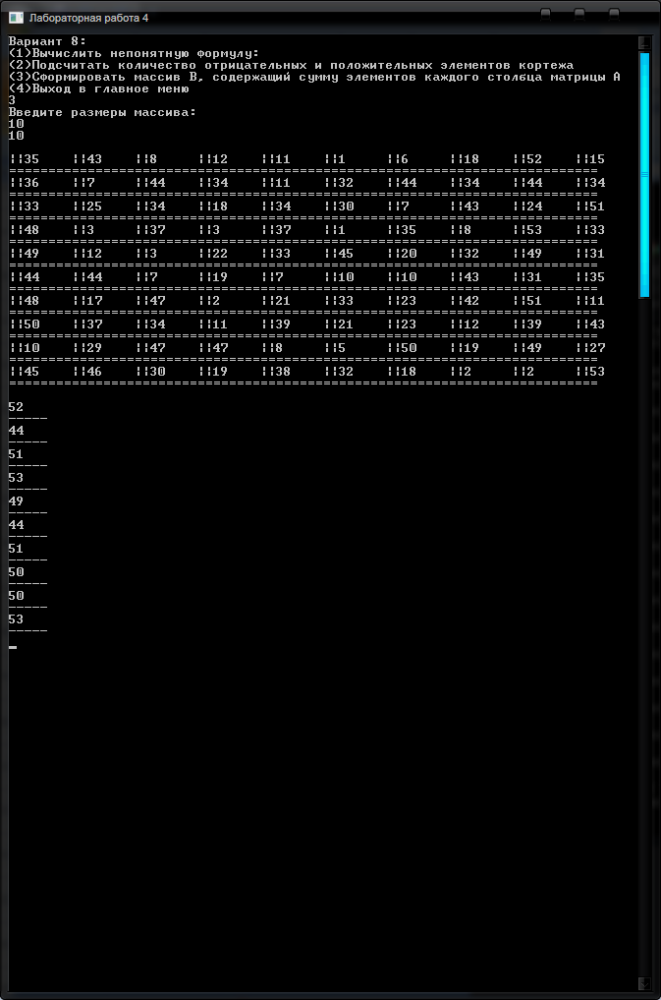 Лабораторная работа 4
Вариант 8:
(1)Вычислить непонятную формулу:
(2)Подсчитать количество отрицательных и положительных элементов кортежа
(3)Сформировать массив В, содержащий сумму элементов каждого столбца матрицы А
(4)Выход в главное меню
3
Введите размеры массива:
10
10
¦¦35 ¦¦43 ¦¦8 ¦¦12 ¦¦11 ¦¦1 ¦¦6 ¦¦18 ¦¦52 ¦¦15
===========================================================================
¦¦36 ¦¦7 ¦¦44 ¦¦34 ¦¦11 ¦¦32 ¦¦44 ¦¦34 ¦¦44 ¦¦34
===========================================================================
¦¦33 ¦¦25 ¦¦34 ¦¦18 ¦¦34 ¦¦30 ¦¦7 ¦¦43 ¦¦24 ¦¦51
===========================================================================
¦¦48 ¦¦3 ¦¦37 ¦¦3 ¦¦37 ¦¦1 ¦¦35 ¦¦8 ¦¦53 ¦¦33
===========================================================================
¦¦49 ¦¦12 ¦¦3 ¦¦22 ¦¦33 ¦¦45 ¦¦20 ¦¦32 ¦¦49 ¦¦31
===========================================================================
¦¦44 ¦¦44 ¦¦7 ¦¦19 ¦¦7 ¦¦10 ¦¦10 ¦¦43 ¦¦31 ¦¦35
===========================================================================
¦¦48 ¦¦17 ¦¦47 ¦¦2 ¦¦21 ¦¦33 ¦¦23 ¦¦42 ¦¦51 ¦¦11
===========================================================================
¦¦50 ¦¦37 ¦¦34 ¦¦11 ¦¦39 ¦¦21 ¦¦23 ¦¦12 ¦¦39 ¦¦43
===========================================================================
¦¦10 ¦¦29 ¦¦47 ¦¦47 ¦¦8 ¦¦5 ¦¦50 ¦¦19 ¦¦49 ¦¦27
===========================================================================
¦¦45 ¦¦46 ¦¦30 ¦¦19 ¦¦38 ¦¦32 ¦¦18 ¦¦2 ¦¦2 ¦¦53
===========================================================================
52
-----
44
-----
51
-----
53
-----
49
-----
44
-----
51
-----
50
-----
50
-----
53
-----